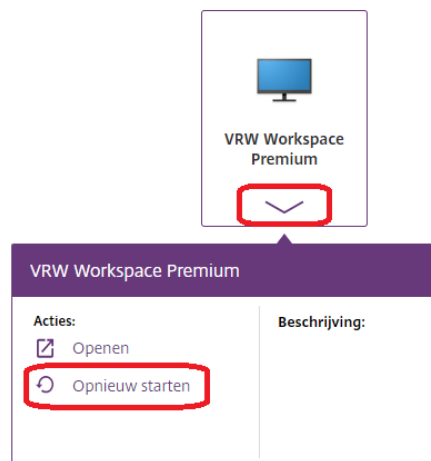 VRW Workspace
Premium
VRW Workspace Premium
Acties:
Beschrijving:
Openen
Opnieuw starten